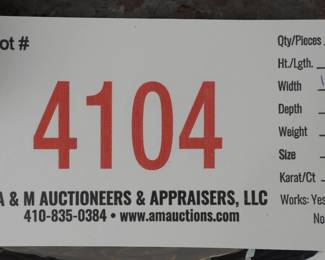 ot #
4104
A & M AUCTIONEERS & APPRAISERS, LLC
410-835-0384 • www.amauctions.com
Qty/Pieces
Ht./Lgth.
Width
Depth
Weight
Size
Karat/Ct
Works: Yes
No